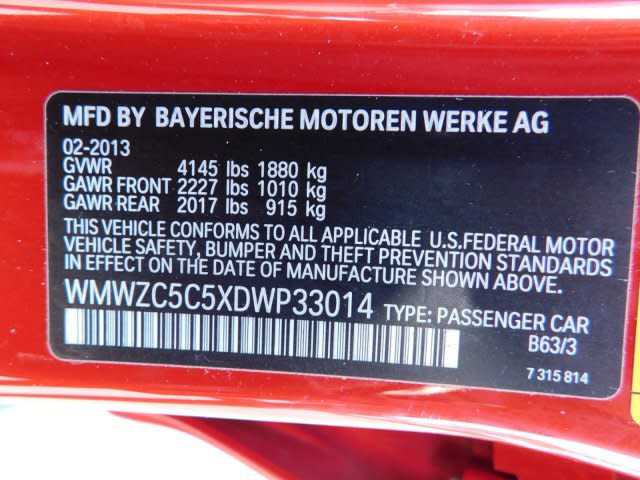 MFD BY BAYERISCHE MOTOREN WERKE AG
02-2013
GVWR 4145 lbs 1880 kg
GAWR FRONT 2227 lbs 1010 kg
GAWR REAR 2017 lbs 915 kg
THIS VEHICLE CONFORMS TO ALL APPLICABLE U.S.FEDERAL MOTOR
VEHICLE SAFETY, BUMPER AND THEFT PREVENTION STANDARDS
IN EFFECT ON THE DATE OF MANUFACTURE SHOWN ABOVE.
WMWZC5C5XDWP33014 TYPE: PASSENGER CAR
B63/3
7 315 814